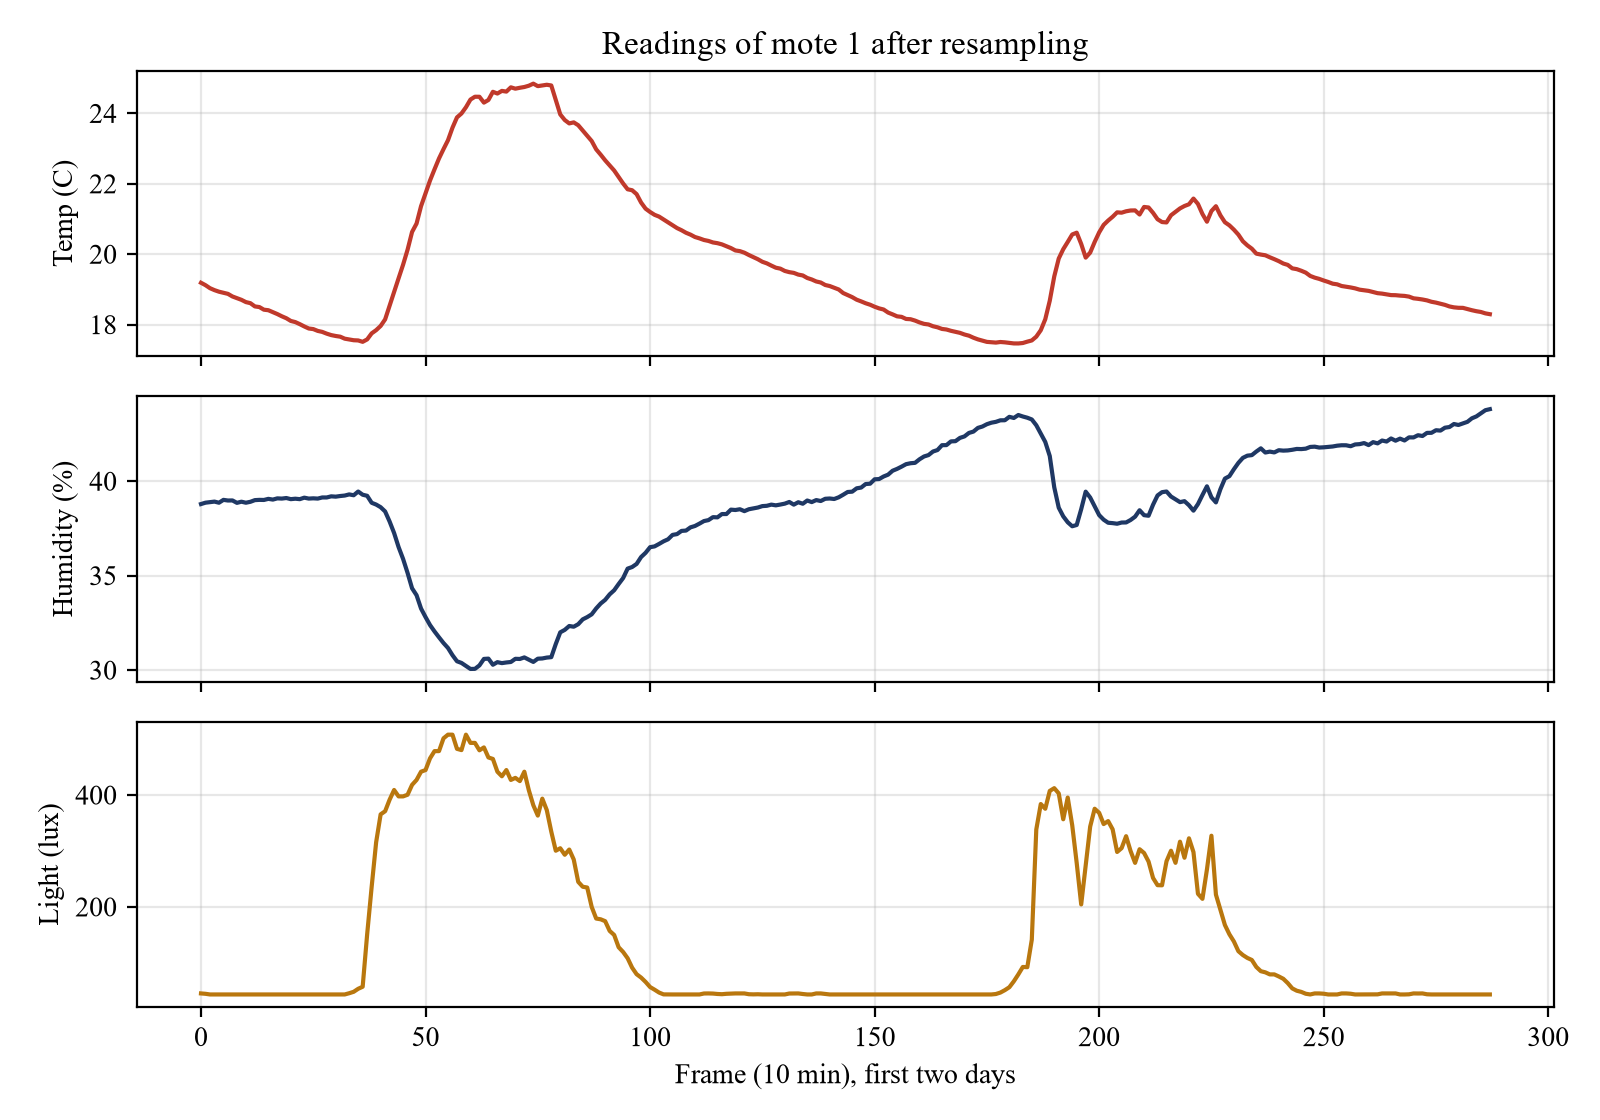 Readings of mote 1 after resampling
Temp (C)
24
22
20
18
Humidity (%)
40
35
30
Light (lux)
400
200
0 50 100 150 200 250 300
Frame (10 min), first two days